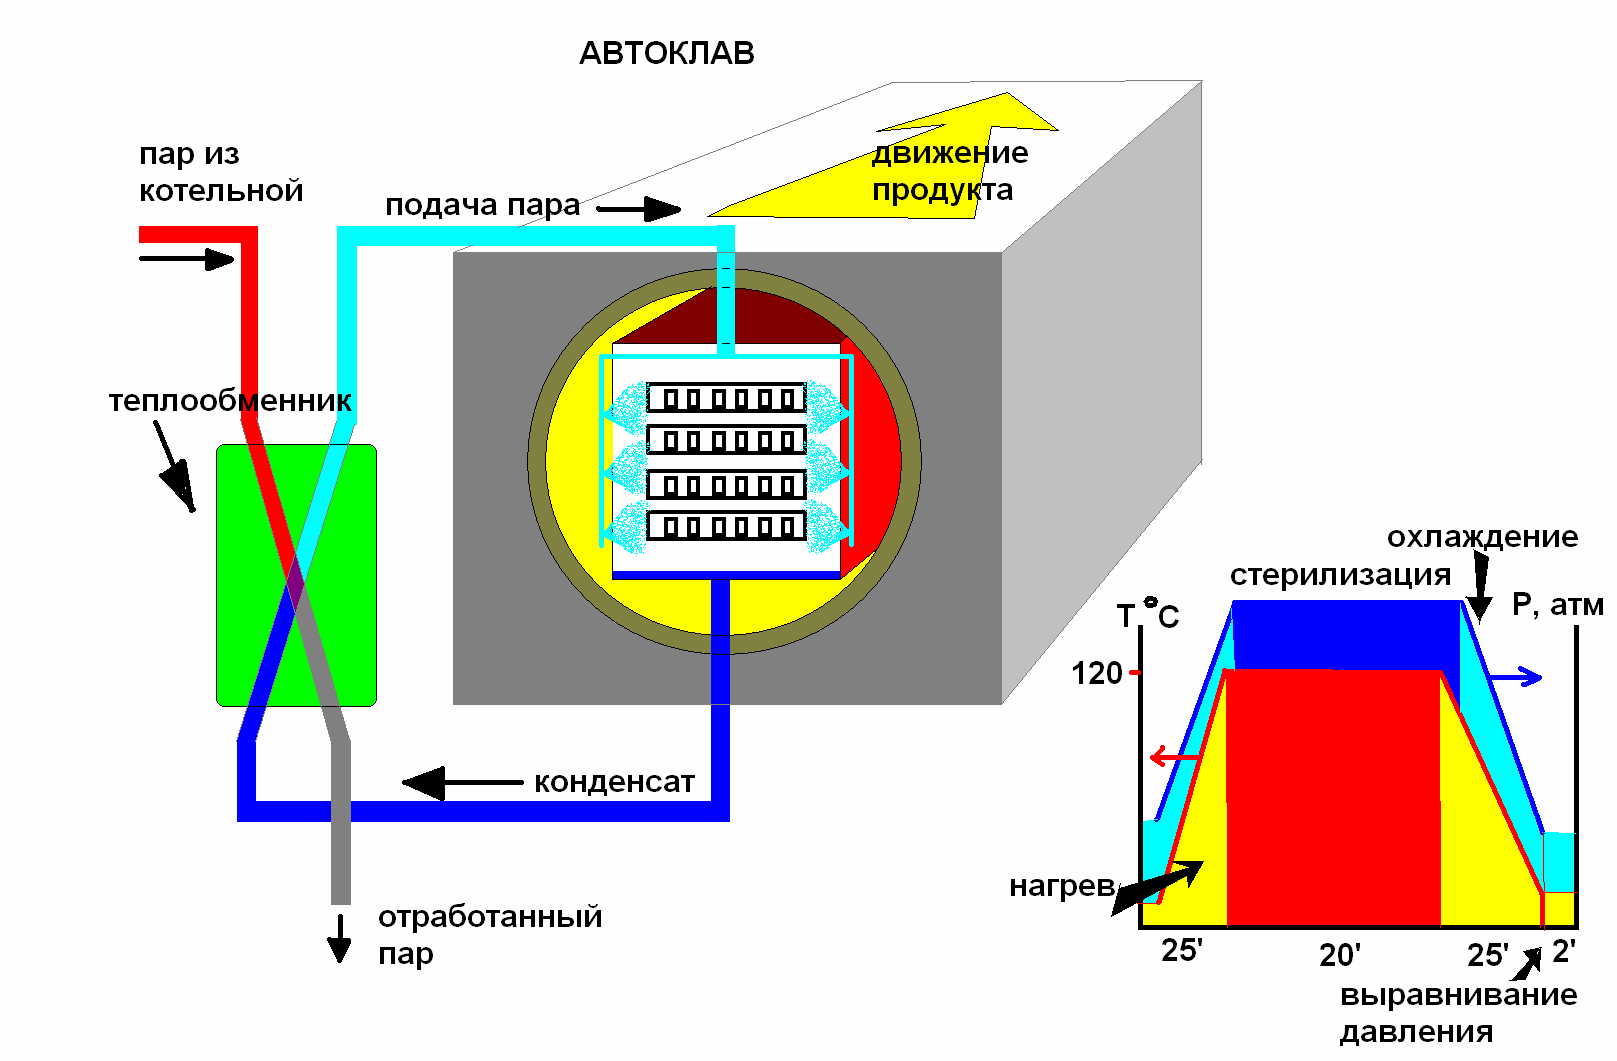 АВТОКЛАВ
пар из
котельной
подача пара
движение
продукта
теплообменник
конденсат
отработанный
пар
охлаждение
стерилизация
T °C
P, атм
120
нагрев
25'
20'
25'
2'
выравнивание
давления